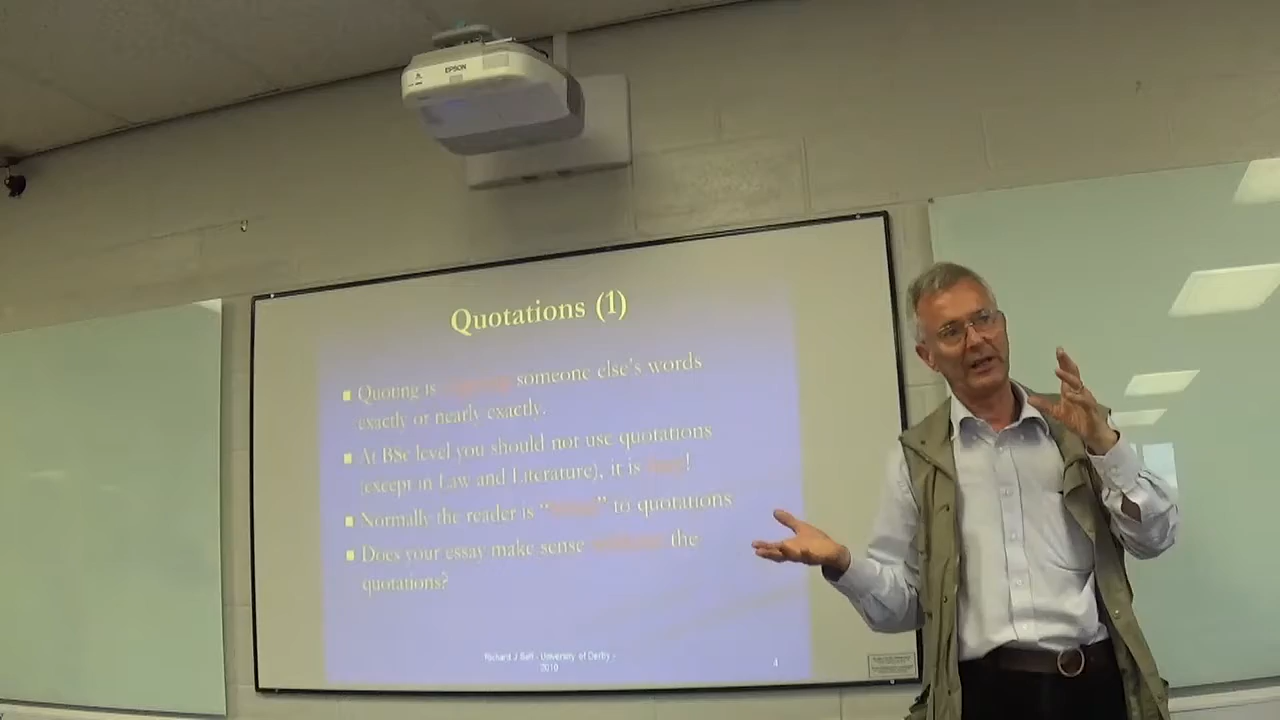 EPSON
Quotations (1)
Quoting is someone else's words
exactly or nearly exactly.
At BSc level you should not use quotations
(except in Law and Literature), it is !
Normally the reader is “ ” to quotations
Does your essay make sense the
quotations?
Richard J Self - University of Derby -
4